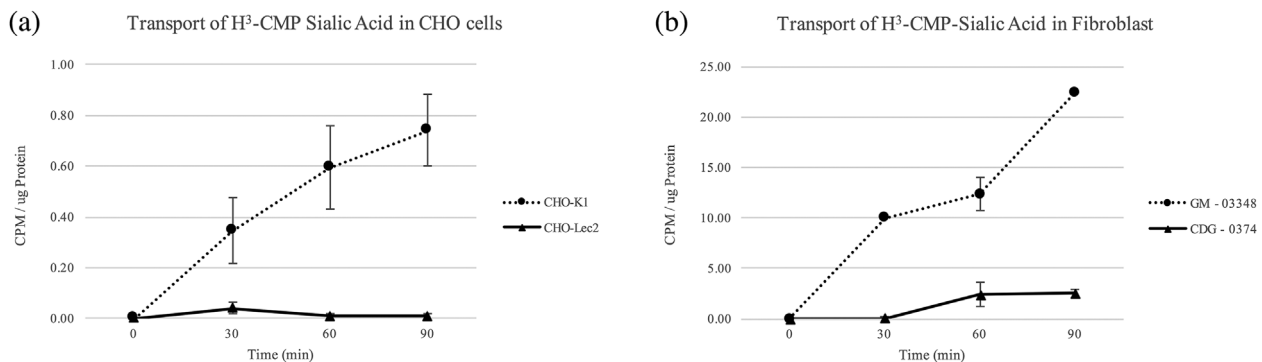 (a)
Transport of H³-CMP Sialic Acid in CHO cells
1.00
0.80
0.60
0.40
0.20
0.00
CPM / ug Protein
0 30 60 90
Time (min)
CHO-K1
CHO-Lec2
(b)
Transport of H³-CMP-Sialic Acid in Fibroblast
25.00
20.00
15.00
10.00
5.00
0.00
CPM / ug Protein
0 30 60 90
Time (min)
GM - 03348
CDG - 0374